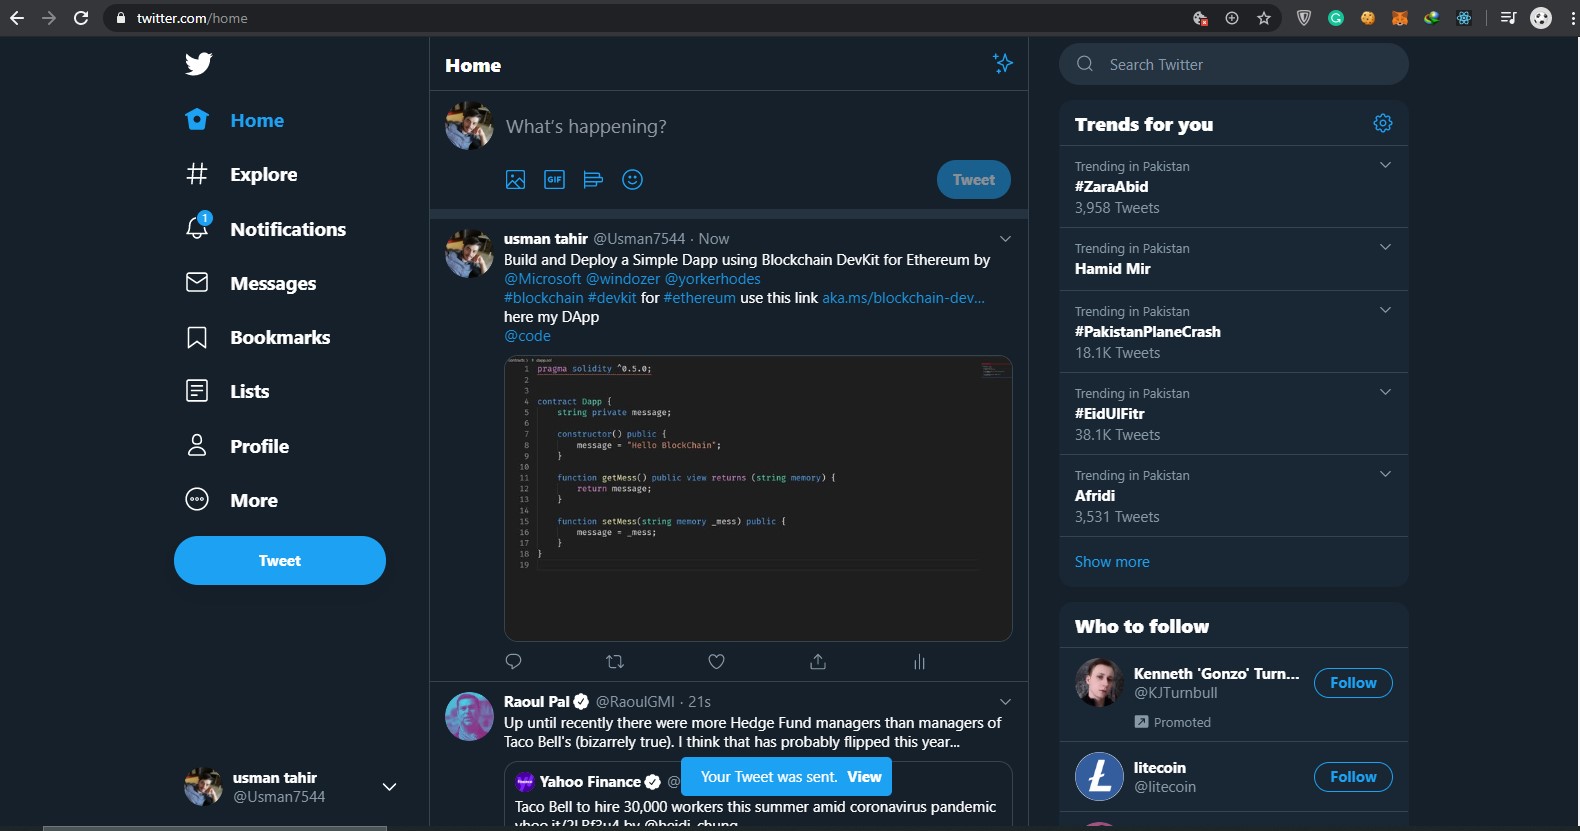 twitter.com/home
Home
Explore
1
Notifications
Messages
Bookmarks
Lists
Profile
More
Tweet
usman tahir
@Usman7544
Home
What's happening?
GIF
Tweet
usman tahir @Usman7544 · Now
Build and Deploy a Simple Dapp using Blockchain DevKit for Ethereum by
@Microsoft @windozer @yorkerhodes
#blockchain #devkit for #ethereum use this link aka.ms/blockchain-dev...
here my DApp
@code
1 pragma solidity ^0.5.0;
2
3
4 contract Dapp {
5 string private message;
6
7 constructor() public {
8 message = "Hello BlockChain";
9 }
10
11 function getMess() public view returns (string memory) {
12 return message;
13 }
14
15 function setMess(string memory _mess) public {
16 message = _mess;
17 }
18 }
19
Raoul Pal @RaoulGMI · 21s
Up until recently there were more Hedge Fund managers than managers of
Taco Bell's (bizarrely true). I think that has probably flipped this year...
Yahoo Finance @
Your Tweet was sent. View
Taco Bell to hire 30,000 workers this summer amid coronavirus pandemic
Search Twitter
Trends for you
Trending in Pakistan
#ZaraAbid
3,958 Tweets
Trending in Pakistan
Hamid Mir
Trending in Pakistan
#PakistanPlaneCrash
18.1K Tweets
Trending in Pakistan
#EidUlFitr
38.1K Tweets
Trending in Pakistan
Afridi
3,531 Tweets
Show more
Who to follow
Kenneth 'Gonzo' Turn...
@KJTurnbull
Follow
Promoted
litecoin
@litecoin
Follow